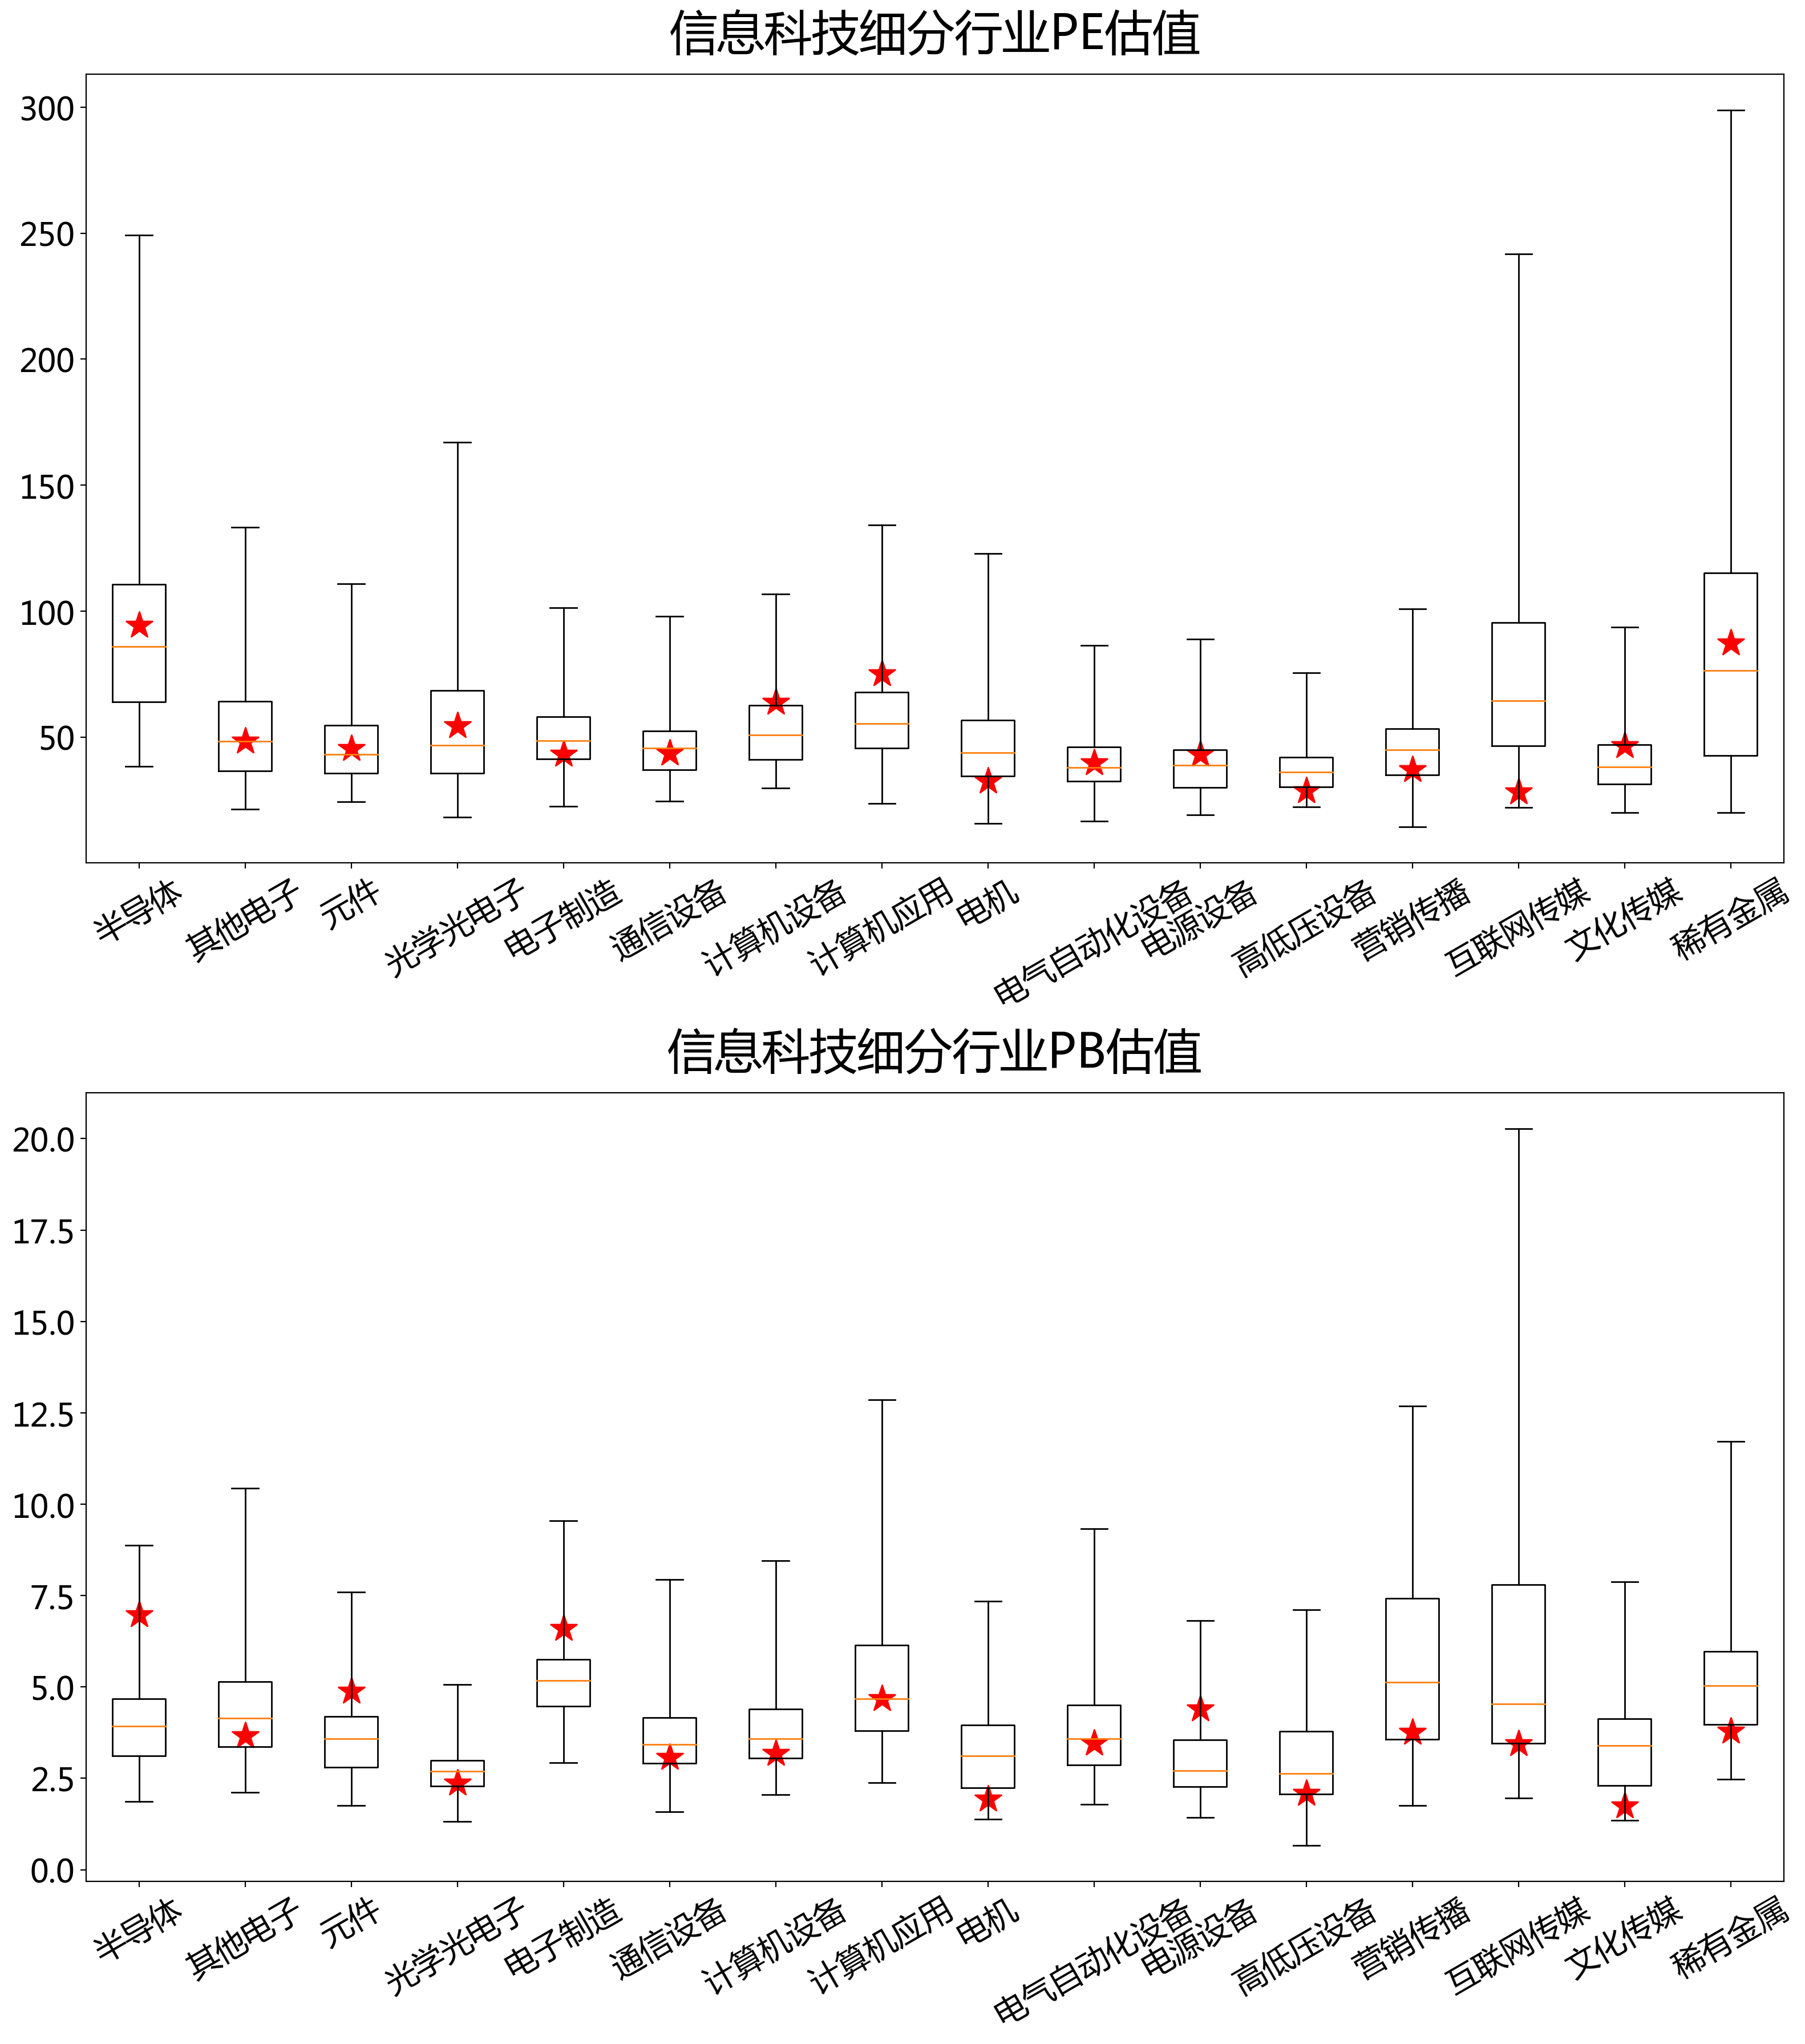 信息科技细分行业PE估值
300
250
200
150
100
50
半导体
其他电子
元件
光学光电子
电子制造
通信设备
计算机设备
计算机应用
电机
电气自动化设备
电源设备
高低压设备
营销传播
互联网传媒
文化传媒
稀有金属
信息科技细分行业PB估值
20.0
17.5
15.0
12.5
10.0
7.5
5.0
2.5
0.0
半导体
其他电子
元件
光学光电子
电子制造
通信设备
计算机设备
计算机应用
电机
电气自动化设备
电源设备
高低压设备
营销传播
互联网传媒
文化传媒
稀有金属